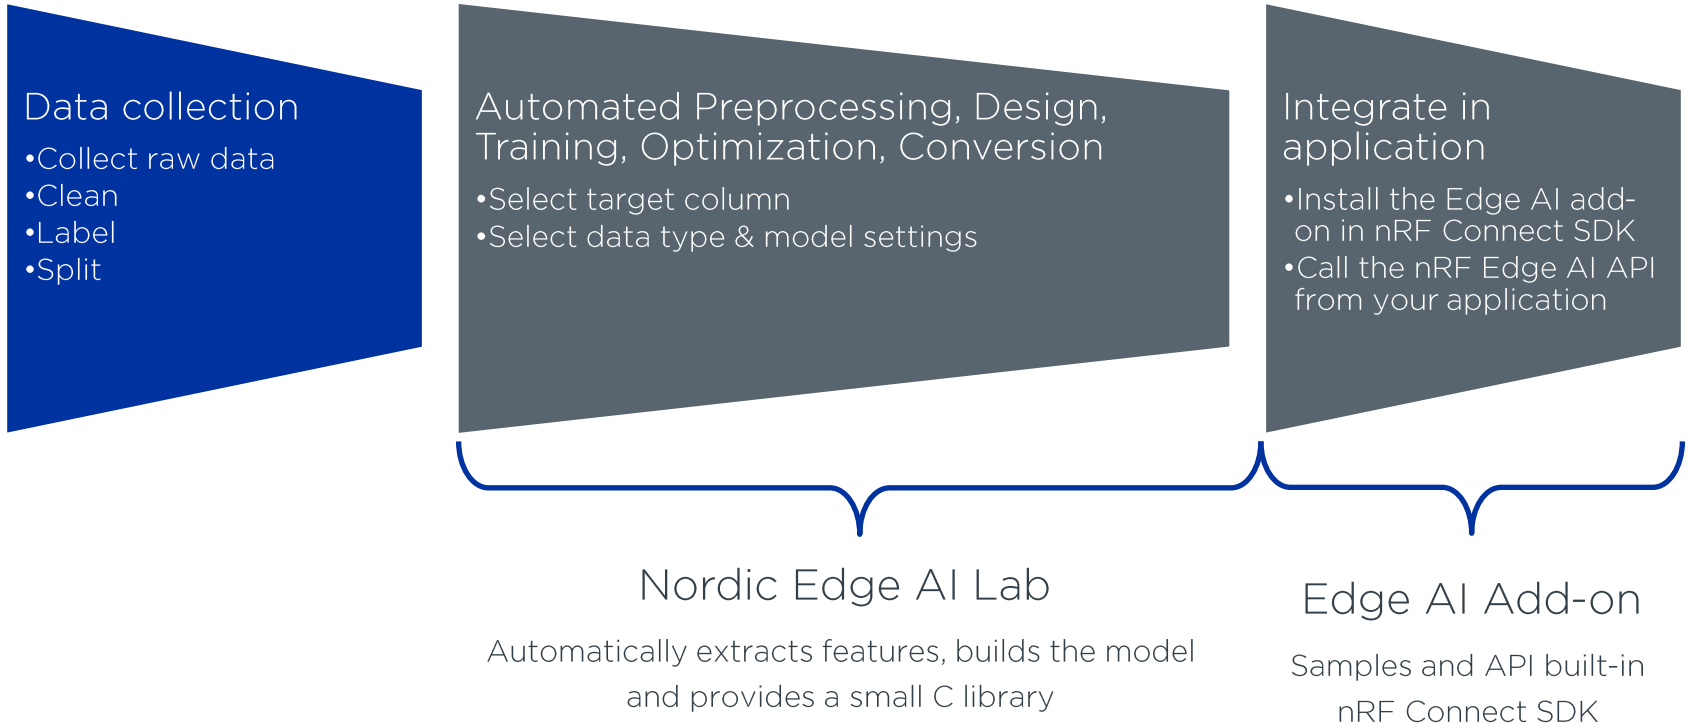 Data collection
•Collect raw data
•Clean
•Label
•Split
Automated Preprocessing, Design,
Training, Optimization, Conversion
•Select target column
•Select data type & model settings
Integrate in
application
•Install the Edge AI add-
on in nRF Connect SDK
•Call the nRF Edge AI API
from your application
Nordic Edge AI Lab
Automatically extracts features, builds the model
and provides a small C library
Edge AI Add-on
Samples and API built-in
nRF Connect SDK